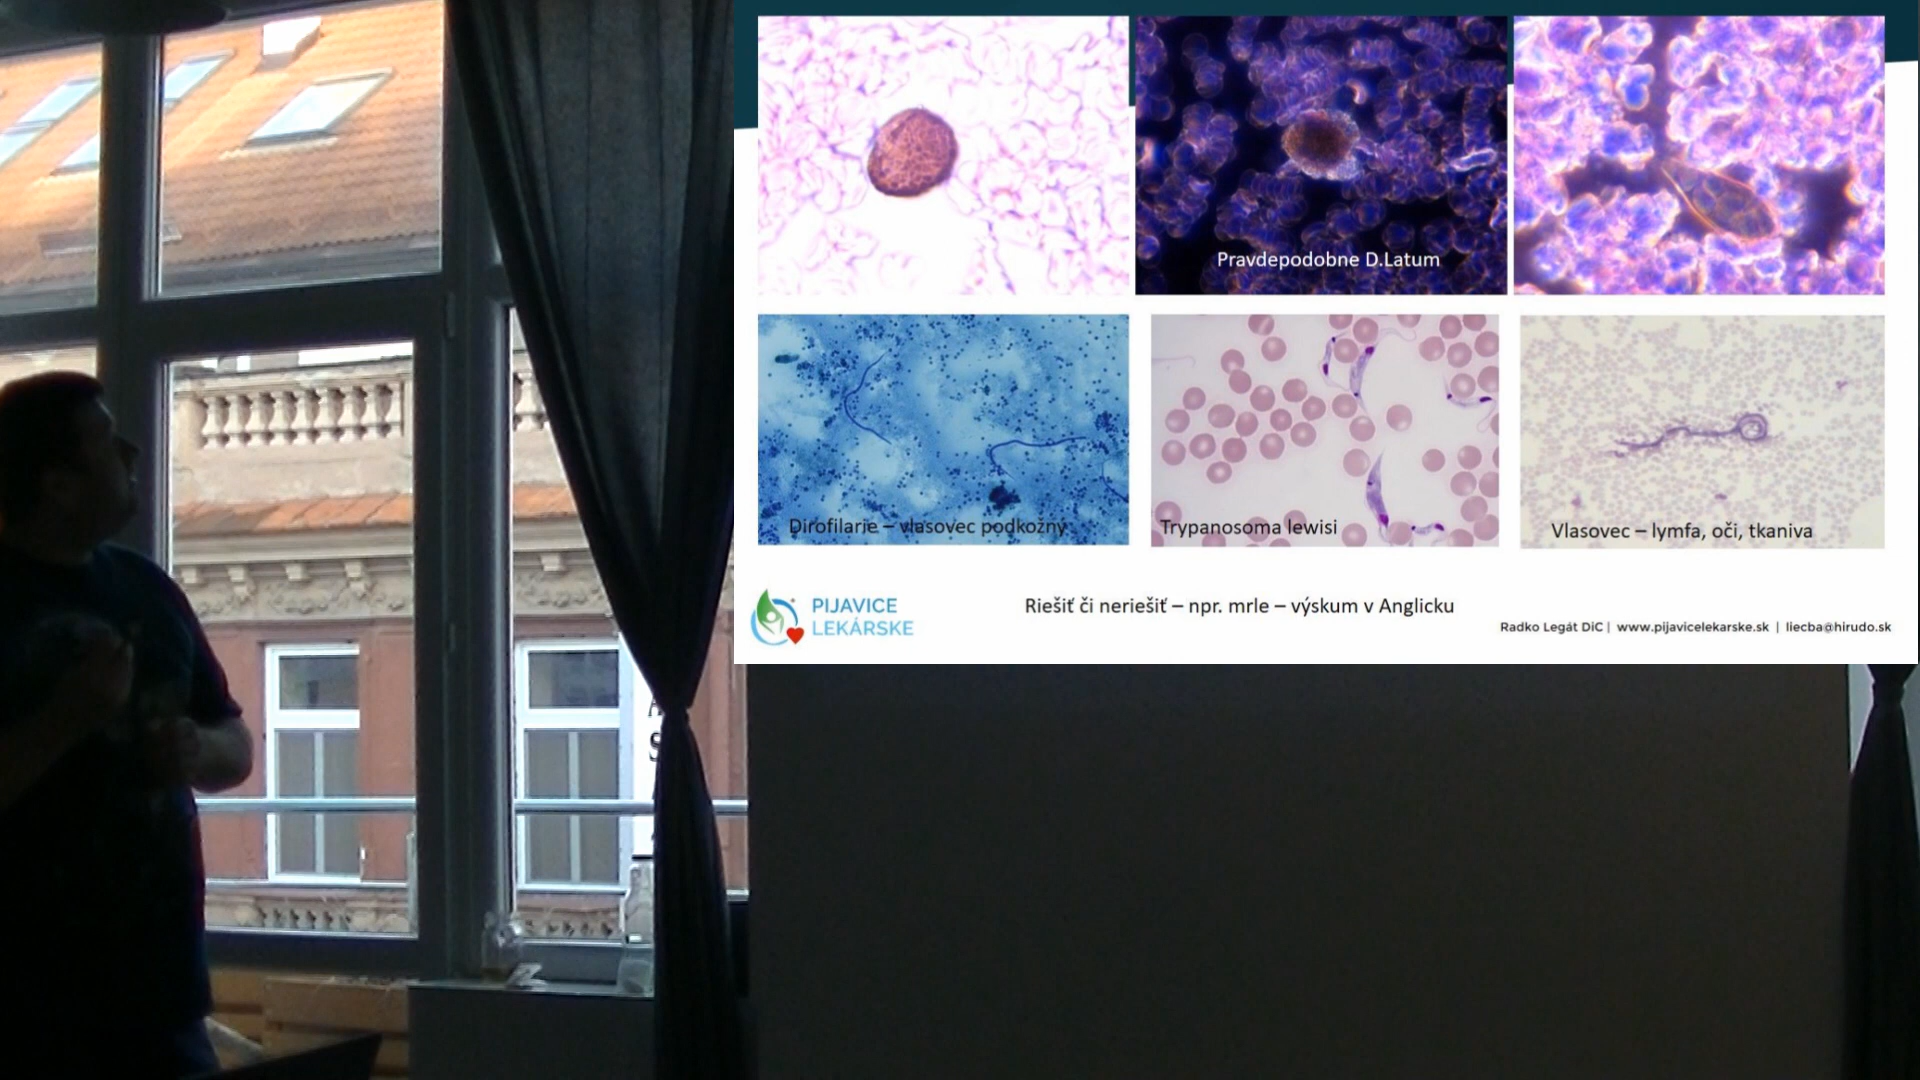 Pravdepodobne D.Latum
Dirofilarie – vlasovec podkožný
Trypanosoma lewisi
Vlasovec – lymfa, oči, tkaniva
PIJAVICE
LEKÁRSKE
Riešiť či neriešiť – npr. mrle – výskum v Anglicku
Radko Legát DiC | www.pijavicelekarske.sk | liecba@hirudo.sk